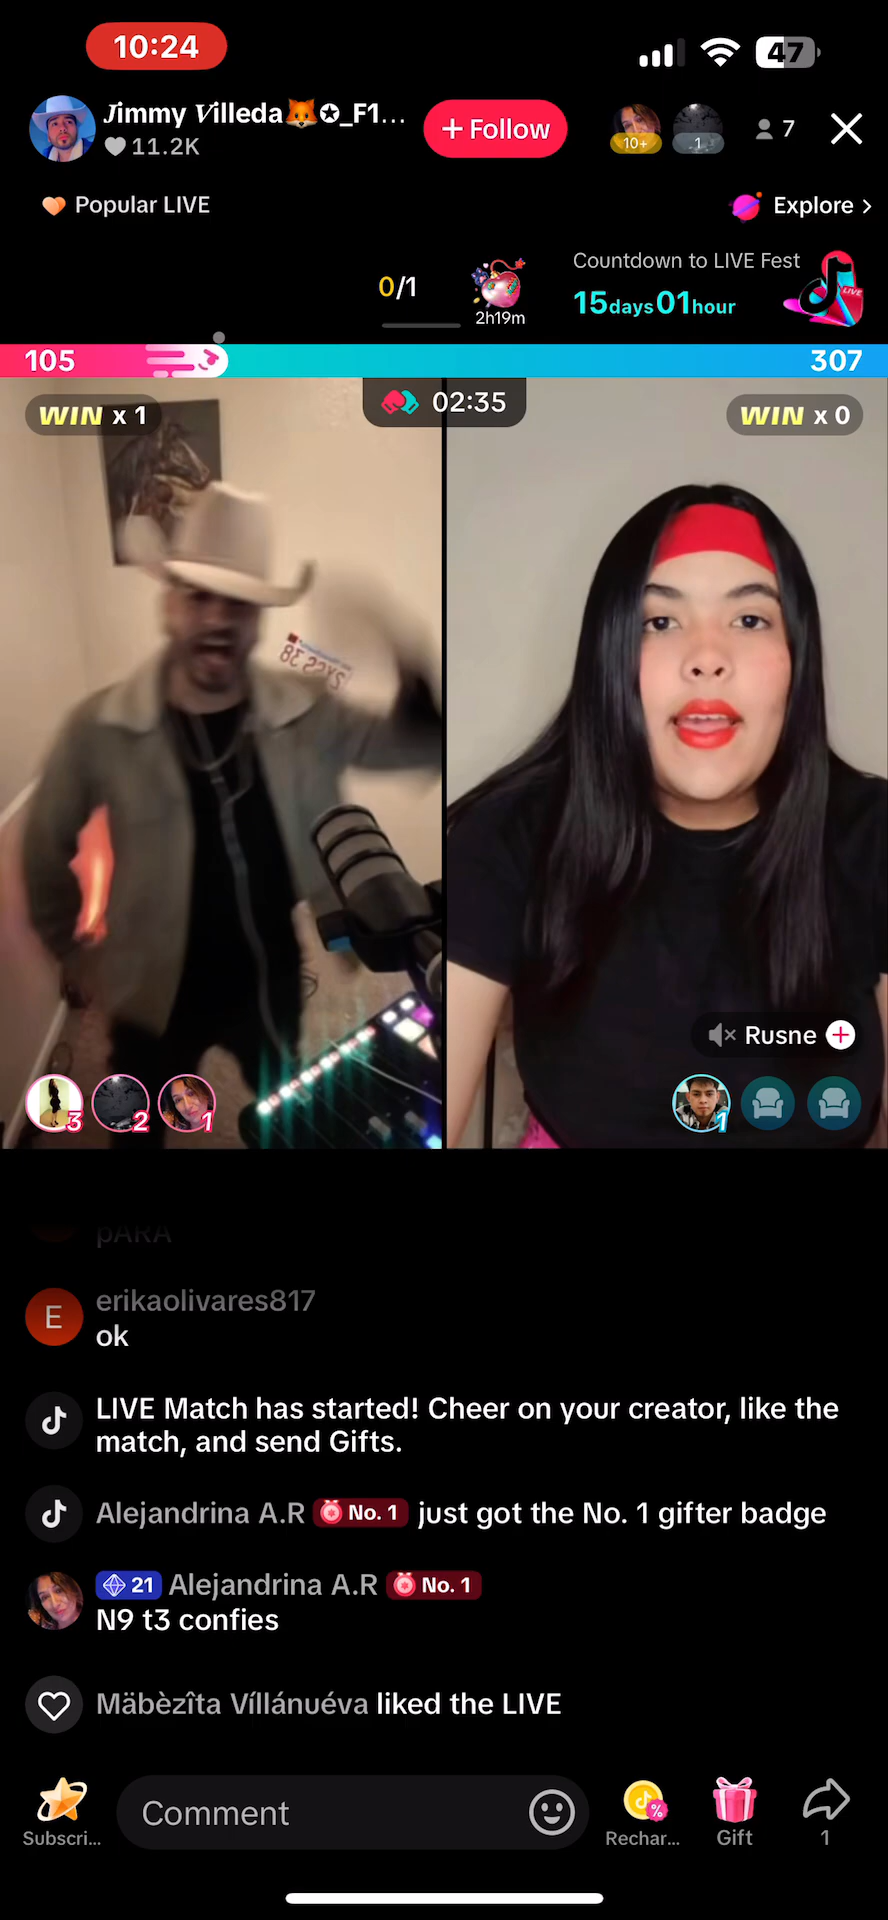 10:24
47
Jimmy Villeda🦊✪_F1...
11.2K
+ Follow
10+
1
7
Popular LIVE
Explore >
0/1
2h19m
Countdown to LIVE Fest
15days01hour
LIVE
105
307
WIN x 1
02:35
WIN x 0
Rusne
3
2
1
1
pARA
E
erikaolivares817
ok
LIVE Match has started! Cheer on your creator, like the
match, and send Gifts.
Alejandrina A.R No. 1 just got the No. 1 gifter badge
21 Alejandrina A.R No. 1
N9 t3 confies
Mäbèzîta Víllánuéva liked the LIVE
Subscri...
Comment
Rechar...
Gift
1